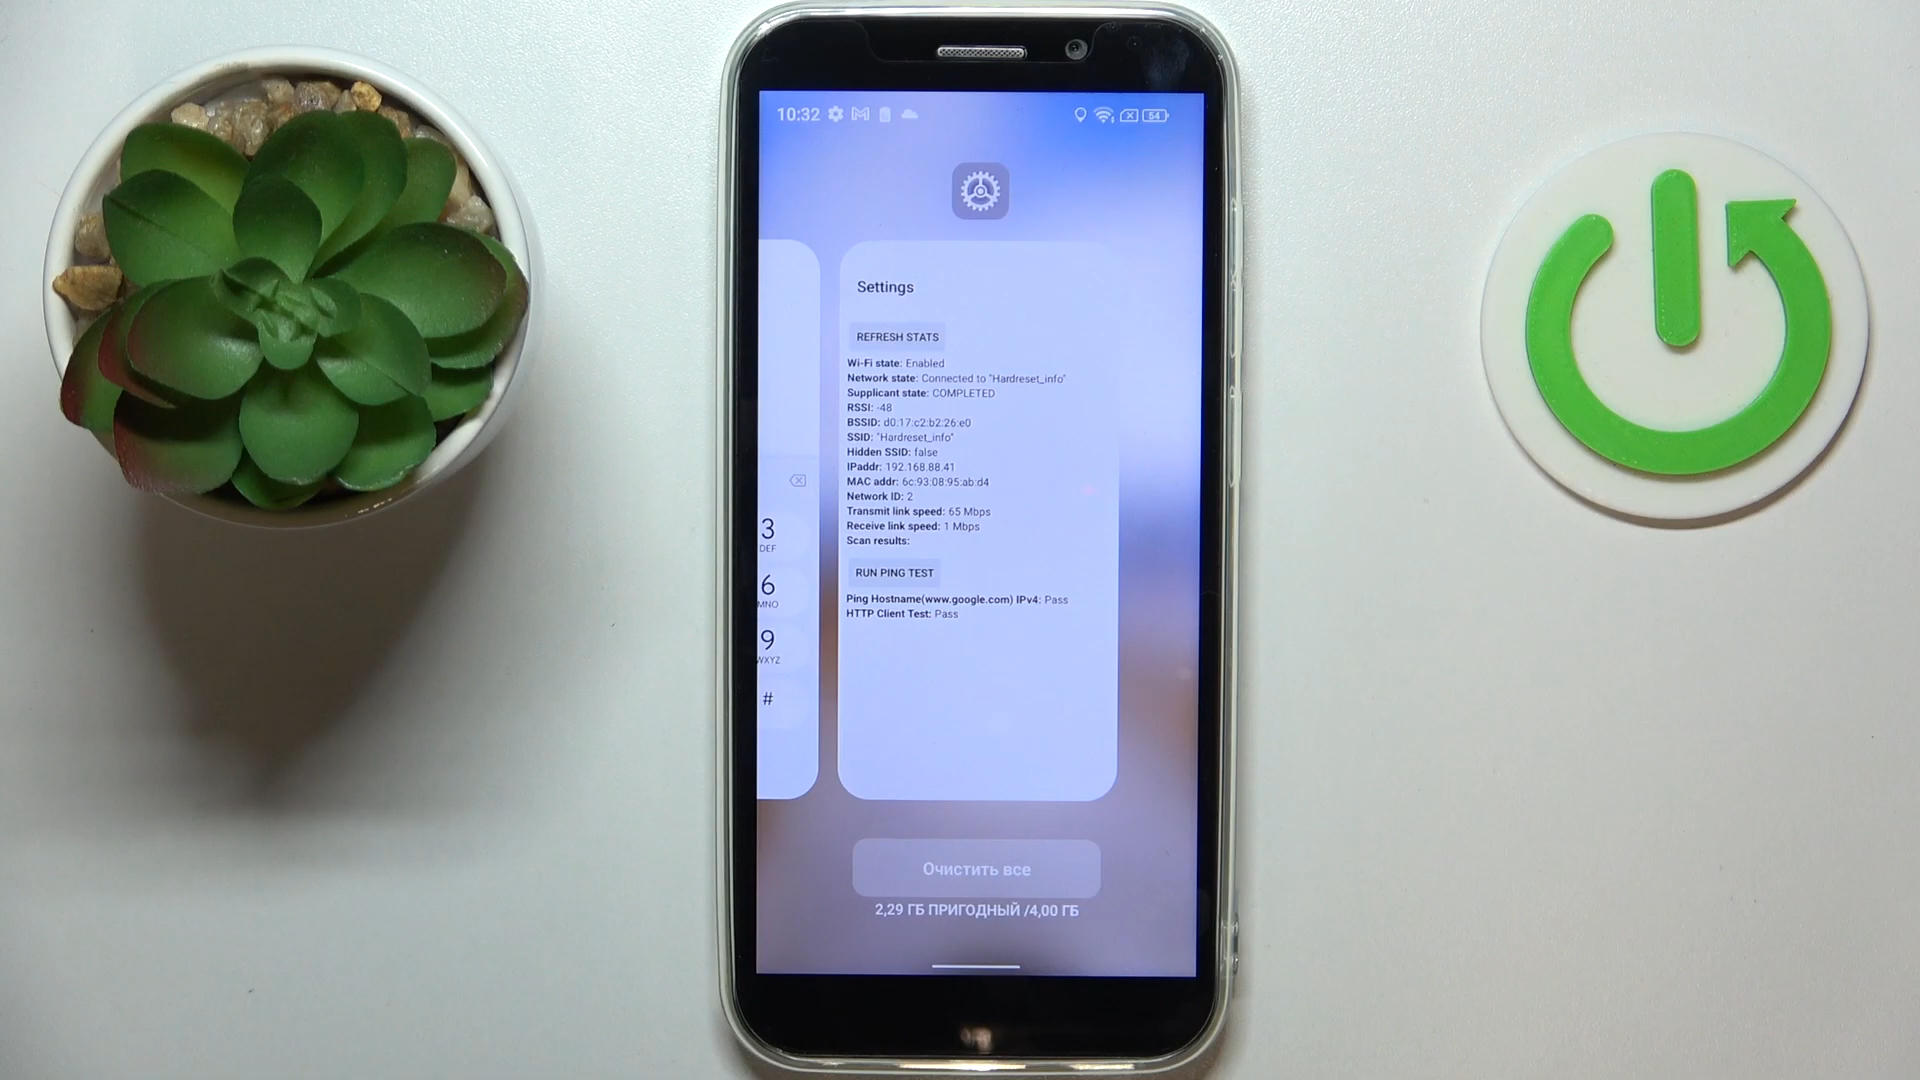 10:32
54
Settings
REFRESH STATS
Wi-Fi state: Enabled
Network state: Connected to "Hardreset_info"
Supplicant state: COMPLETED
RSSI: -48
BSSID: d0:17:c2:b2:26:e0
SSID: "Hardreset_info"
Hidden SSID: false
IPaddr: 192.168.88.41
MAC addr: 6c:93:08:95:ab:d4
Network ID: 2
Transmit link speed: 65 Mbps
Receive link speed: 1 Mbps
Scan results:
RUN PING TEST
Ping Hostname(www.google.com) IPv4: Pass
HTTP Client Test: Pass
3
DEF
6
MNO
9
WXYZ
#
Очистить все
2,29 ГБ ПРИГОДНЫЙ /4,00 ГБ